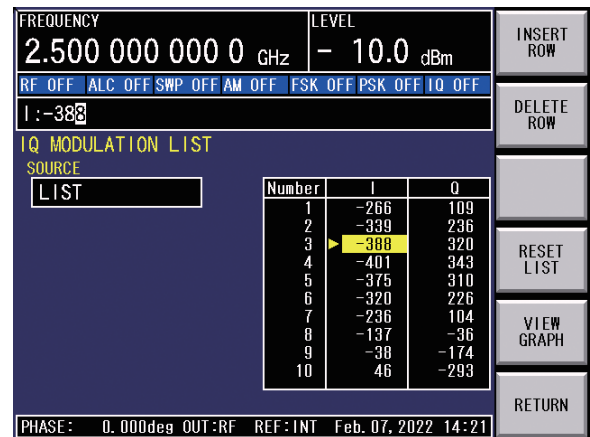 FREQUENCY
2.500 000 000 0 GHz
LEVEL
- 10.0 dBm
RF OFF ALC OFF SWP OFF AM OFF FSK OFF PSK OFF IQ OFF
I:-388
IQ MODULATION LIST
SOURCE
LIST
Number I Q
1 -266 109
2 -339 236
3 -388 320
4 -401 343
5 -375 310
6 -320 226
7 -236 104
8 -137 -36
9 -38 -174
10 46 -293
PHASE: 0.000deg OUT:RF REF:INT Feb.07,2022 14:21
INSERT
ROW
DELETE
ROW
RESET
LIST
VIEW
GRAPH
RETURN